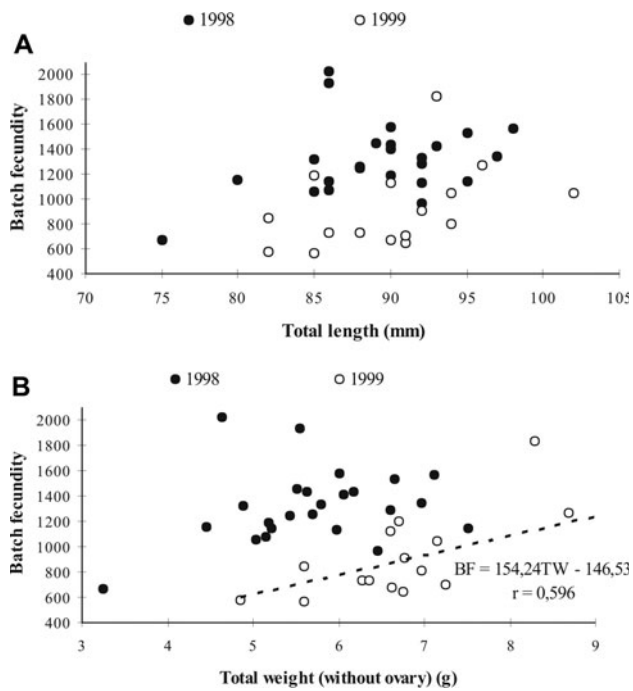 1998 1999
A
Batch fecundity
2000
1800
1600
1400
1200
1000
800
600
400
70 75 80 85 90 95 100 105
Total length (mm)
1998 1999
B
Batch fecundity
2000
1800
1600
1400
1200
1000
800
600
400
BF = 154,24TW - 146,53
r = 0,596
3 4 5 6 7 8 9
Total weight (without ovary) (g)